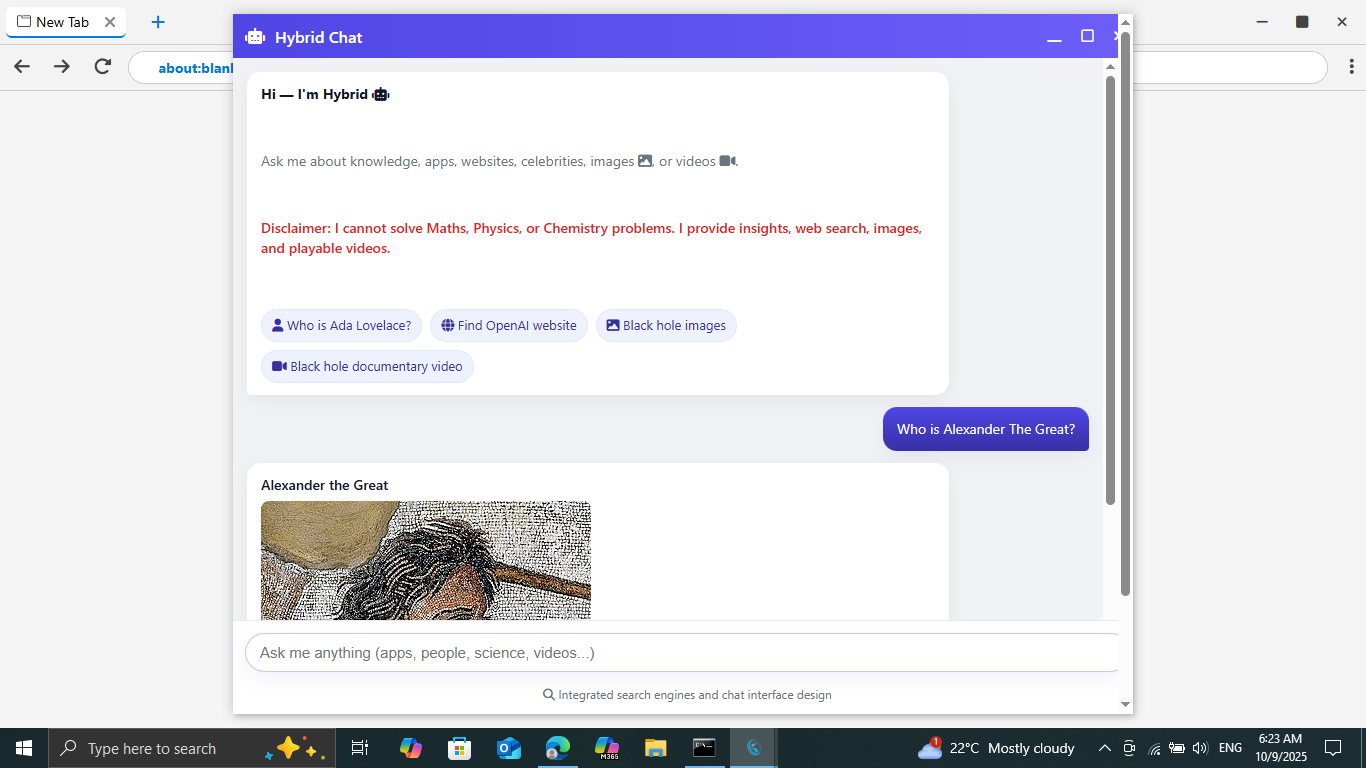 New Tab
Hybrid Chat
about:blan
Hi — I'm Hybrid
Ask me about knowledge, apps, websites, celebrities, images , or videos .
Disclaimer: I cannot solve Maths, Physics, or Chemistry problems. I provide insights, web search, images,
and playable videos.
Who is Ada Lovelace?
Find OpenAI website
Black hole images
Black hole documentary video
Who is Alexander The Great?
Alexander the Great
Ask me anything (apps, people, science, videos...)
Integrated search engines and chat interface design
Type here to search
M365
1
22°C Mostly cloudy
ENG
6:23 AM
10/9/2025